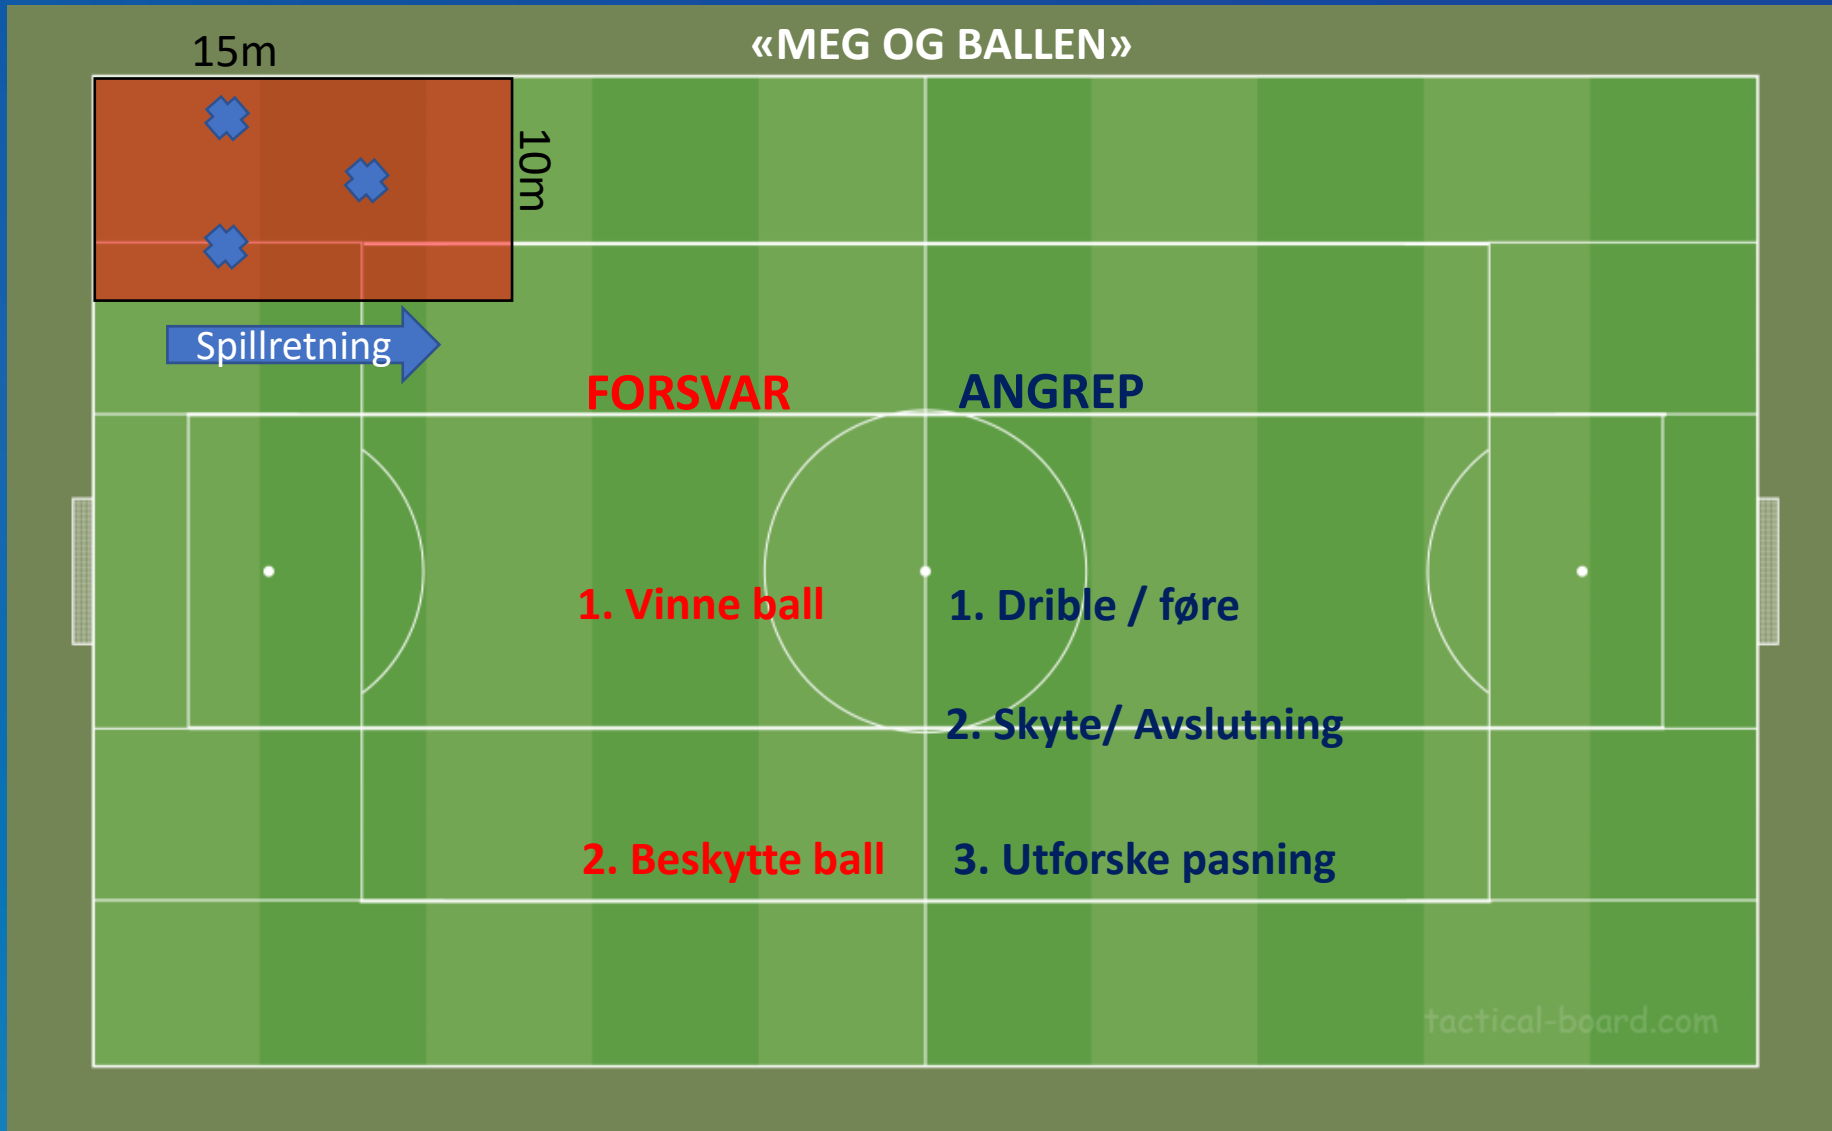 «MEG OG BALLEN»
15m
10m
Spillretning
FORSVAR
ANGREP
1. Vinne ball
1. Drible / føre
2. Skyte/ Avslutning
2. Beskytte ball
3. Utforske pasning
tactical-board.com